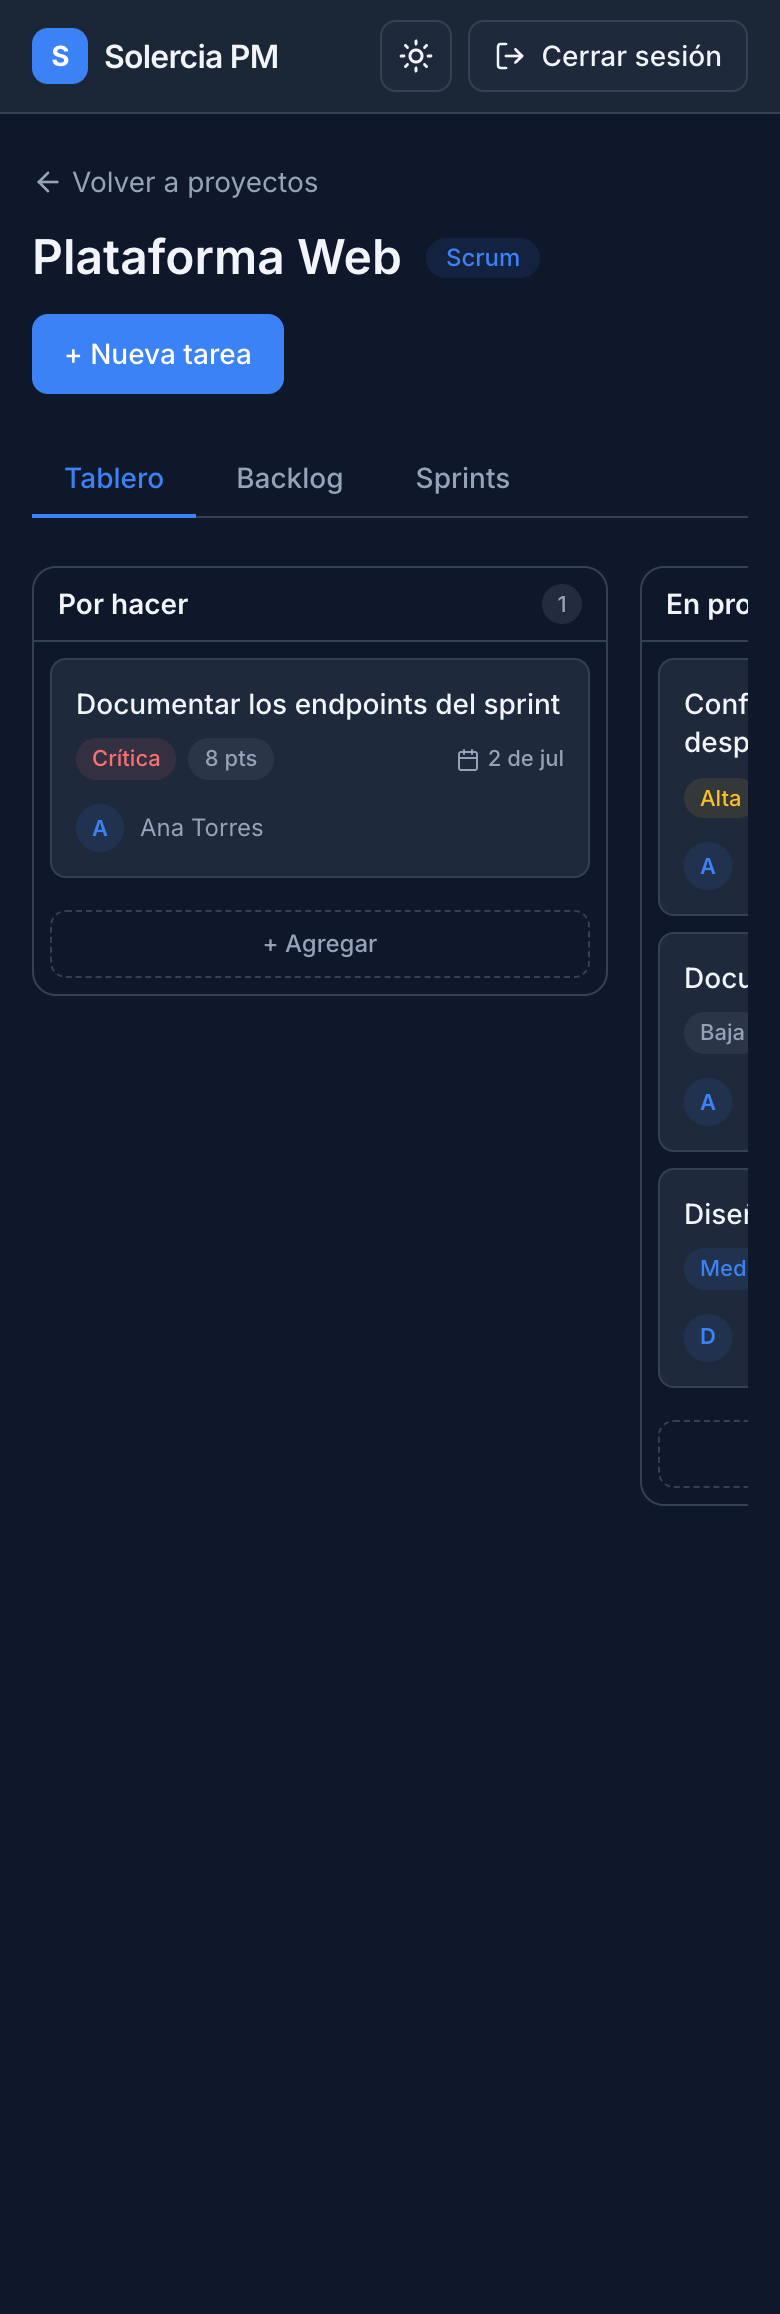 S Solercia PM
Cerrar sesión
← Volver a proyectos
Plataforma Web
Scrum
+ Nueva tarea
Tablero
Backlog
Sprints
Por hacer
1
Documentar los endpoints del sprint
Crítica
8 pts
2 de jul
A
Ana Torres
+ Agregar
En pro
Conf
desp
Alta
A
Docu
Baja
A
Dise
Med
D